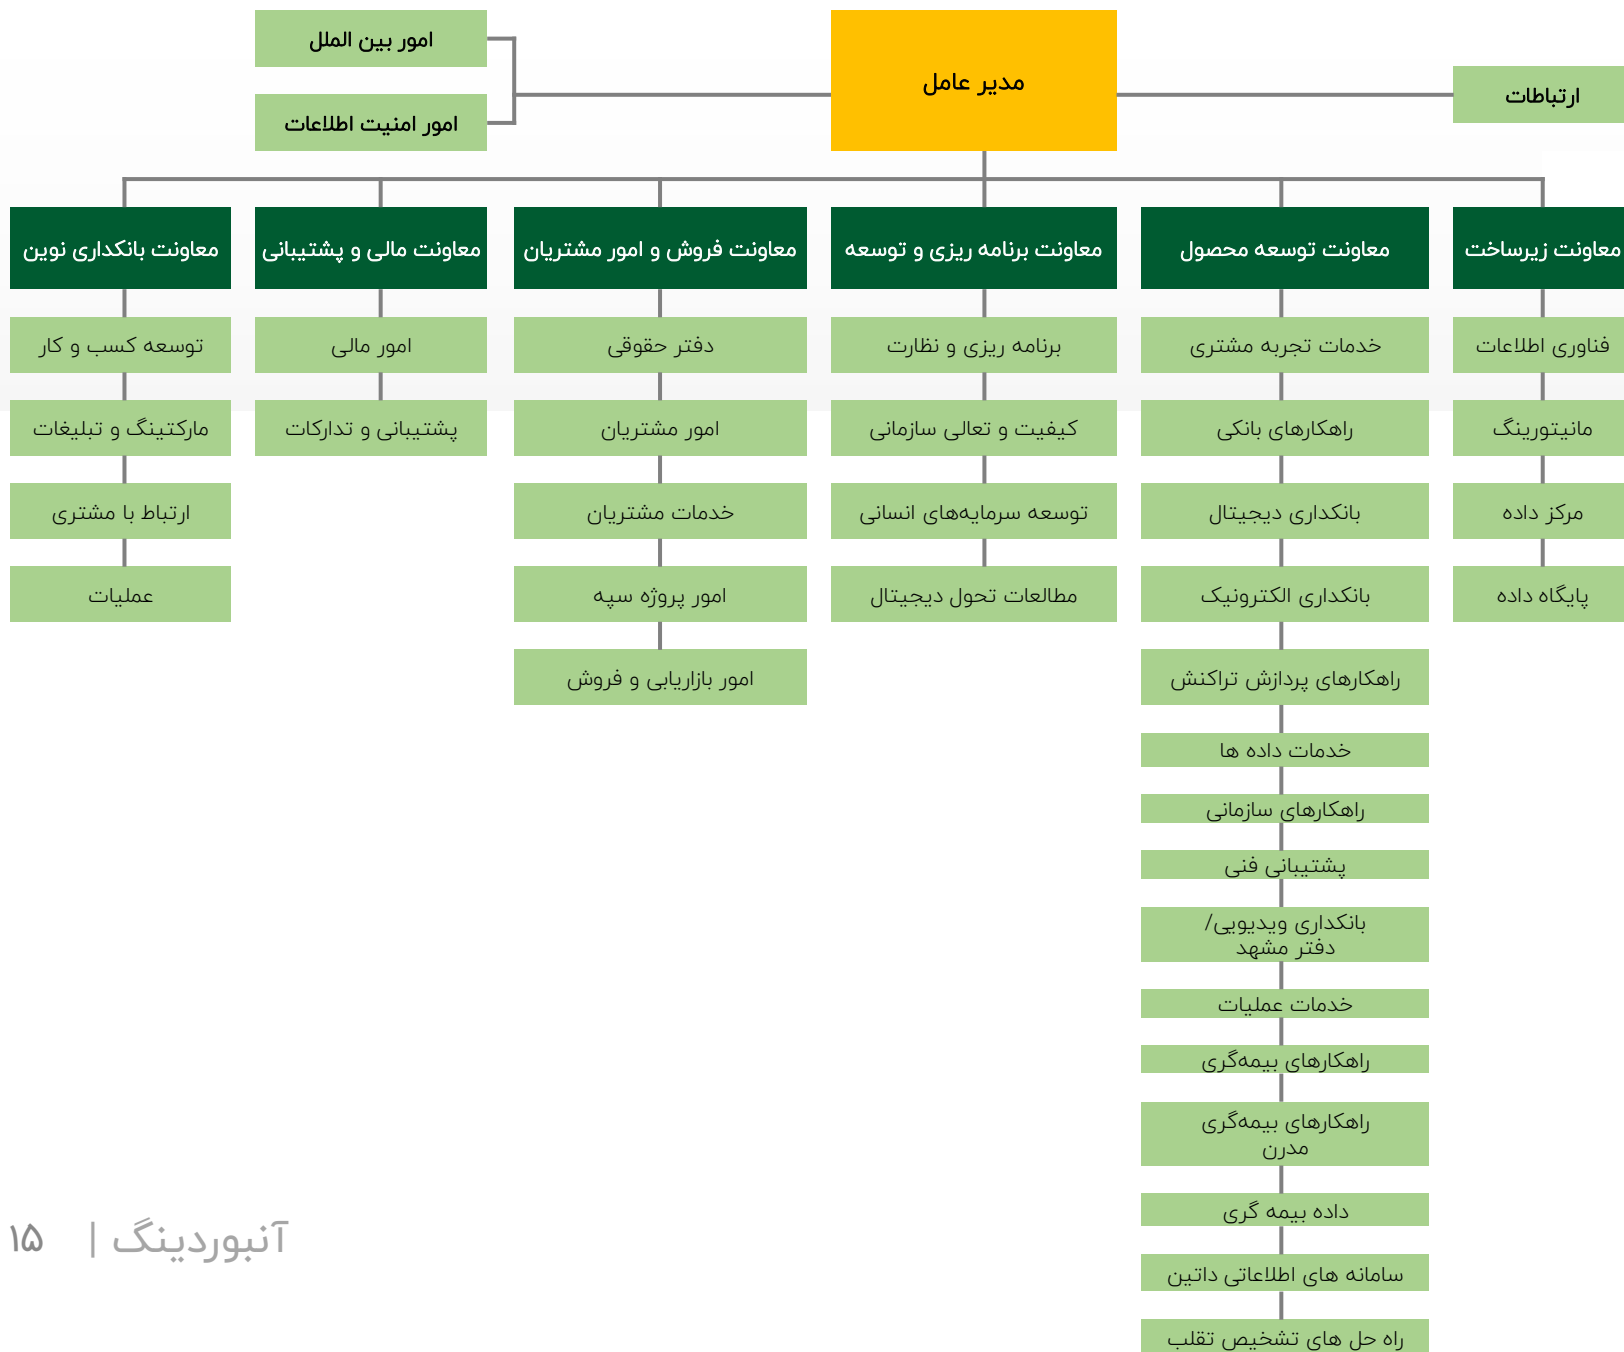 مدیر عامل
ارتباطات
امور بین الملل
امور امنیت اطلاعات
معاونت زیرساخت
فناوری اطلاعات
مانیتورینگ
مرکز داده
پایگاه داده
معاونت توسعه محصول
خدمات تجربه مشتری
راهکارهای بانکی
بانکداری دیجیتال
بانکداری الکترونیک
راهکارهای پردازش تراکنش
خدمات داده ها
راهکارهای سازمانی
پشتیبانی فنی
بانکداری ویدیویی/
دفتر مشهد
خدمات عملیات
راهکارهای بیمه‌گری
راهکارهای بیمه‌گری
مدرن
داده بیمه گری
سامانه های اطلاعاتی داتین
راه حل های تشخیص تقلب
معاونت برنامه ریزی و توسعه
برنامه ریزی و نظارت
کیفیت و تعالی سازمانی
توسعه سرمایه‌های انسانی
مطالعات تحول دیجیتال
معاونت فروش و امور مشتریان
دفتر حقوقی
امور مشتریان
خدمات مشتریان
امور پروژه سپه
امور بازاریابی و فروش
معاونت مالی و پشتیبانی
امور مالی
پشتیبانی و تدارکات
معاونت بانکداری نوین
توسعه کسب و کار
مارکتینگ و تبلیغات
ارتباط با مشتری
عملیات
آنبوردینگ | ۱۵